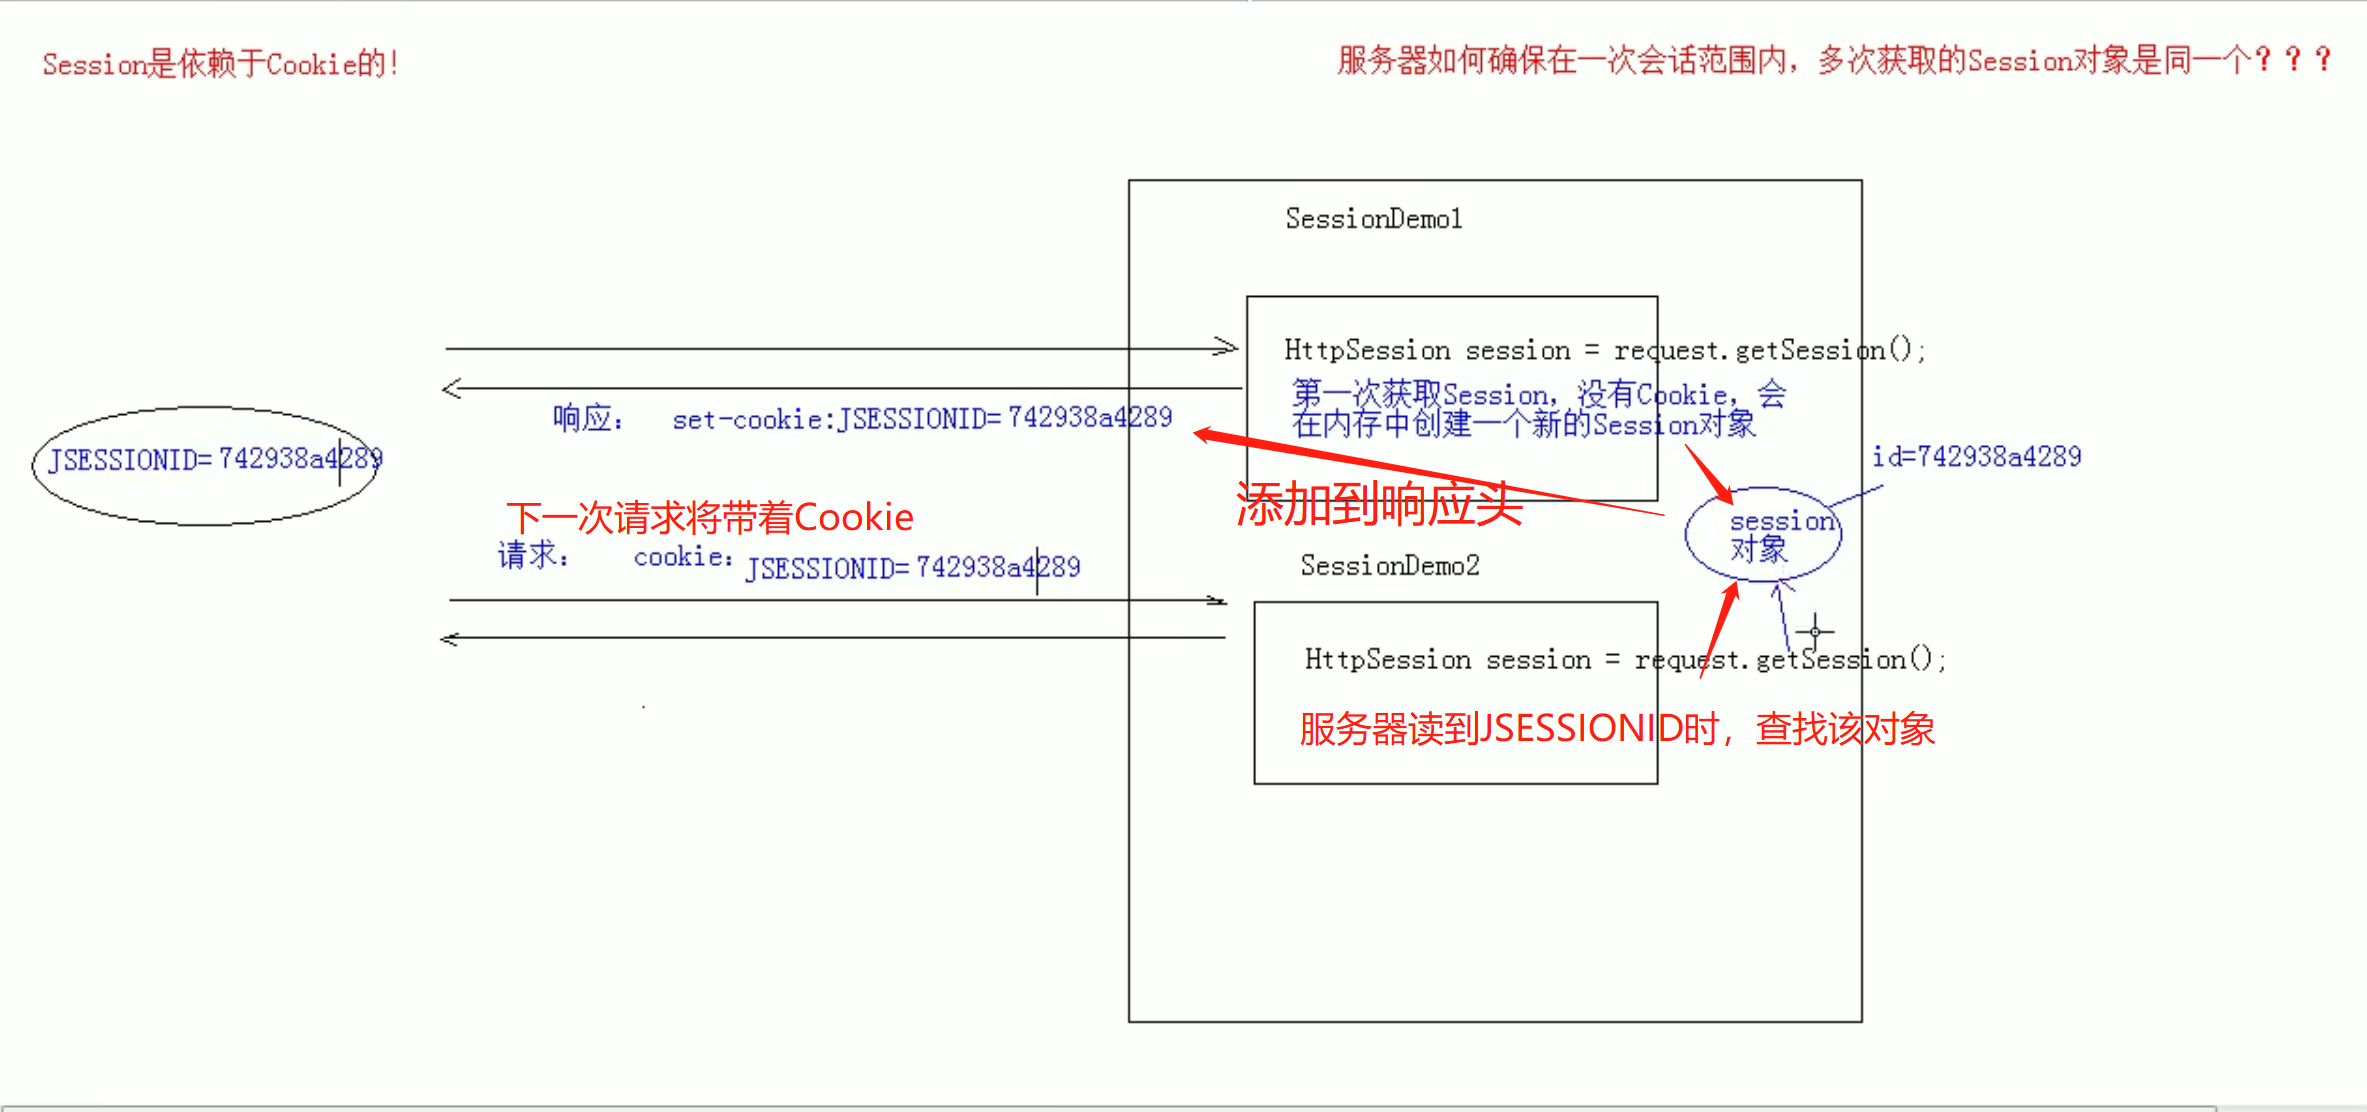 Session是依赖于Cookie的！
服务器如何确保在一次会话范围内，多次获取的Session对象是同一个？？？
SessionDemo1
HttpSession session = request.getSession();
第一次获取Session，没有Cookie，会
在内存中创建一个新的Session对象
响应： set-cookie:JSESSIONID=742938a4289
JSESSIONID=742938a4289
id=742938a4289
添加到响应头
下一次请求将带着Cookie
session
对象
请求： cookie：JSESSIONID=742938a4289
SessionDemo2
HttpSession session = request.getSession();
服务器读到JSESSIONID时，查找该对象